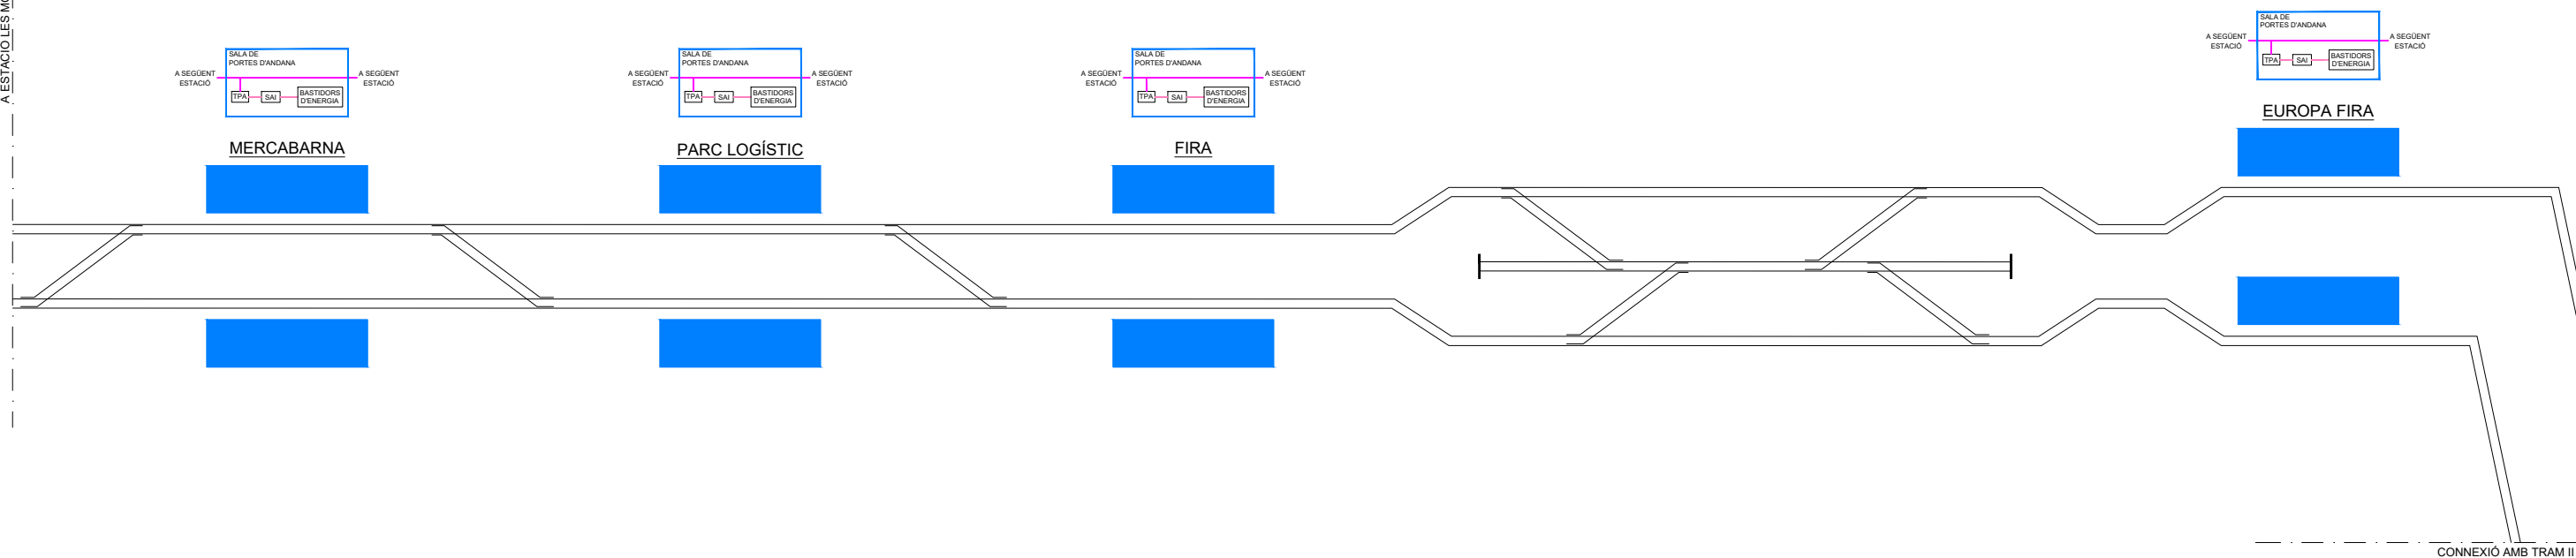 A ESTACIÓ LES
SALA DE
PORTES D'ANDANA
A SEGÜENT
ESTACIÓ
A SEGÜENT
ESTACIÓ
TPA
SAI
BASTIDORS
D'ENERGIA
MERCABARNA
SALA DE
PORTES D'ANDANA
A SEGÜENT
ESTACIÓ
A SEGÜENT
ESTACIÓ
TPA
SAI
BASTIDORS
D'ENERGIA
PARC LOGÍSTIC
SALA DE
PORTES D'ANDANA
A SEGÜENT
ESTACIÓ
A SEGÜENT
ESTACIÓ
TPA
SAI
BASTIDORS
D'ENERGIA
FIRA
SALA DE
PORTES D'ANDANA
A SEGÜENT
ESTACIÓ
A SEGÜENT
ESTACIÓ
TPA
SAI
BASTIDORS
D'ENERGIA
EUROPA FIRA
CONNEXIÓ AMB TRAM II